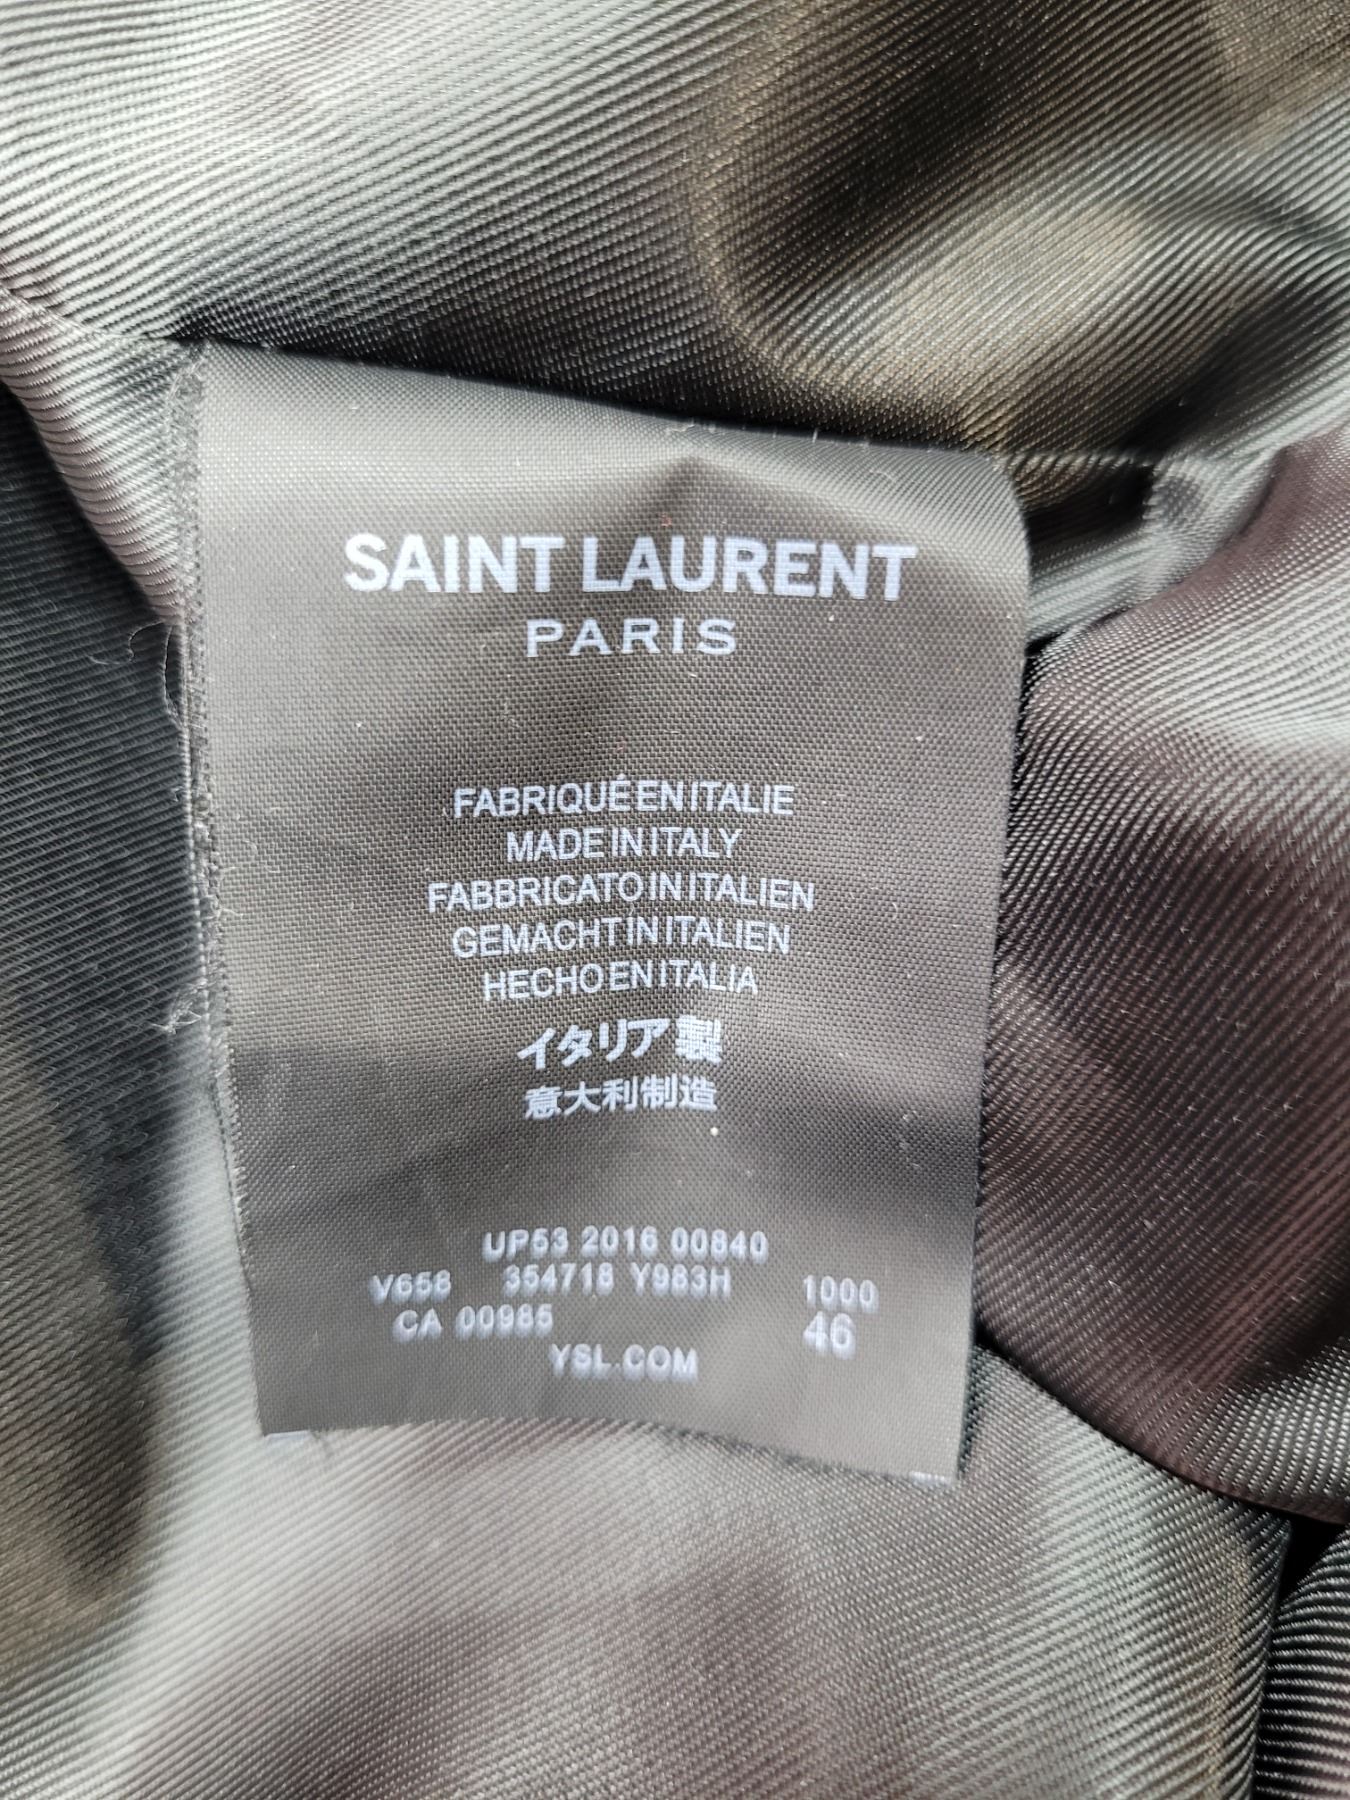 SAINT LAURENT
PARIS
FABRIQUÉ EN ITALIE
MADE IN ITALY
FABBRICATO IN ITALIEN
GEMACHT IN ITALIEN
HECHO EN ITALIA
イタリア製
意大利制造
UP53 2016 00840
V658 354718 Y983H 1000
CA 00985 46
YSL.COM